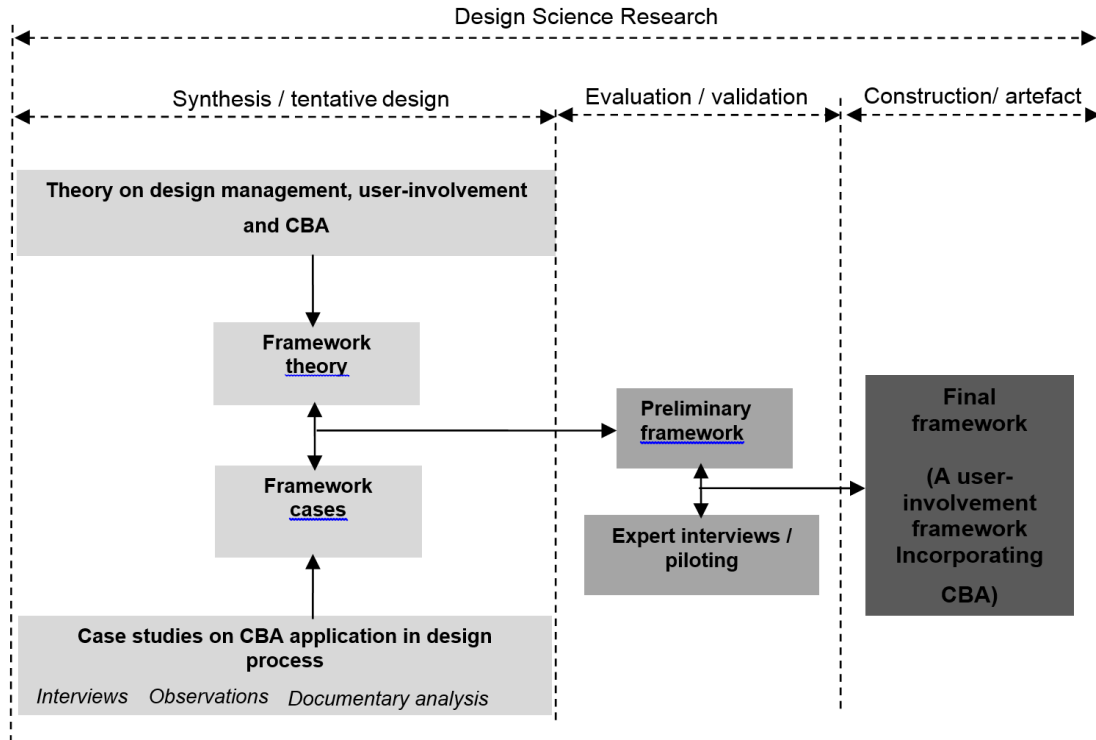 Design Science Research
Synthesis / tentative design
Evaluation / validation
Construction/ artefact
Theory on design management, user-involvement
and CBA
Framework
theory
Framework
cases
Case studies on CBA application in design
process
Interviews Observations Documentary analysis
Preliminary
framework
Expert interviews /
piloting
Final
framework
(A user-
involvement
framework
Incorporating
CBA)